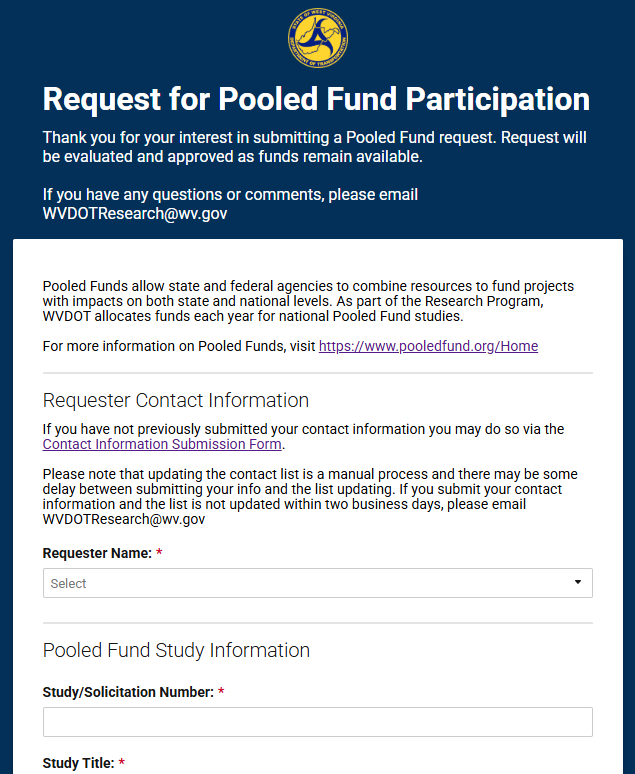 STATE OF WEST VIRGINIA
DEPARTMENT OF TRANSPORTATION
Request for Pooled Fund Participation
Thank you for your interest in submitting a Pooled Fund request. Request will
be evaluated and approved as funds remain available.
If you have any questions or comments, please email
WVDOTResearch@wv.gov
Pooled Funds allow state and federal agencies to combine resources to fund projects
with impacts on both state and national levels. As part of the Research Program,
WVDOT allocates funds each year for national Pooled Fund studies.
For more information on Pooled Funds, visit https://www.pooledfund.org/Home
Requester Contact Information
If you have not previously submitted your contact information you may do so via the
Contact Information Submission Form.
Please note that updating the contact list is a manual process and there may be some
delay between submitting your info and the list updating. If you submit your contact
information and the list is not updated within two business days, please email
WVDOTResearch@wv.gov
Requester Name: *
Select
Pooled Fund Study Information
Study/Solicitation Number: *
Study Title: *